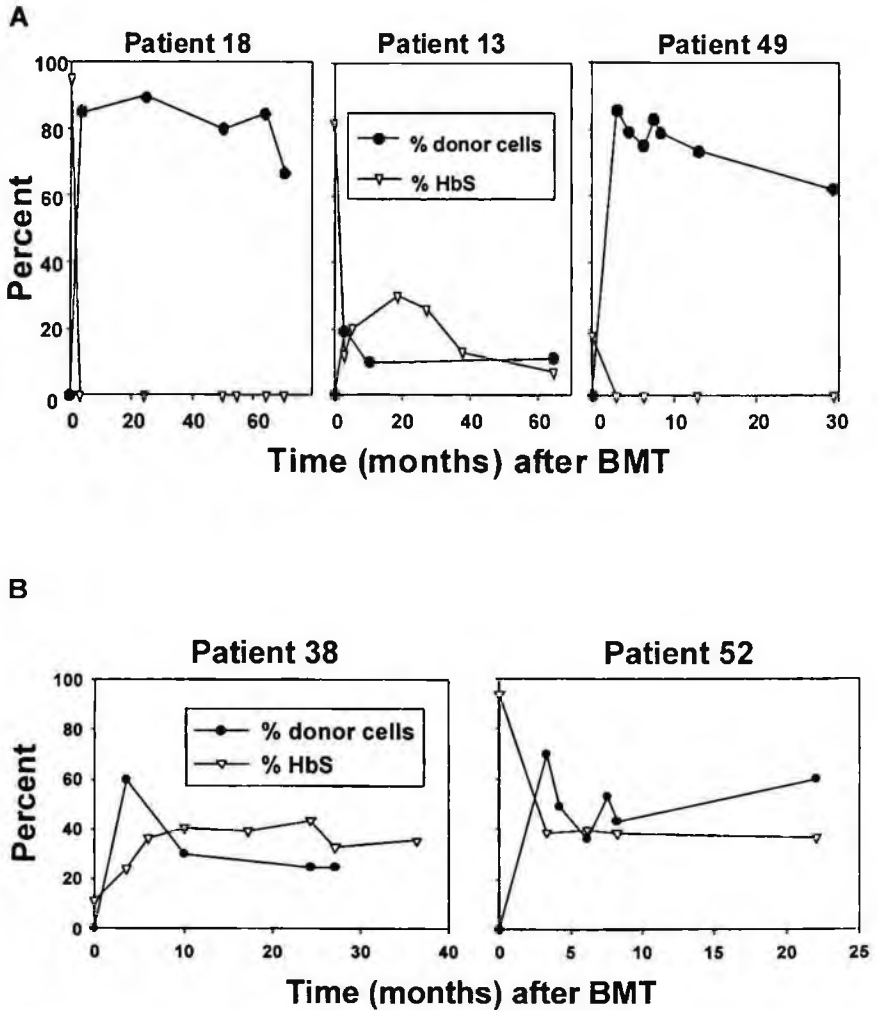 A
Patient 18
Patient 13
Patient 49
100
80
60
40
20
0
Percent
% donor cells
% HbS
0 20 40 60
0 20 40 60
0 10 20 30
Time (months) after BMT
B
Patient 38
Patient 52
100
80
60
40
20
0
Percent
% donor cells
% HbS
0 10 20 30 40
0 5 10 15 20 25
Time (months) after BMT